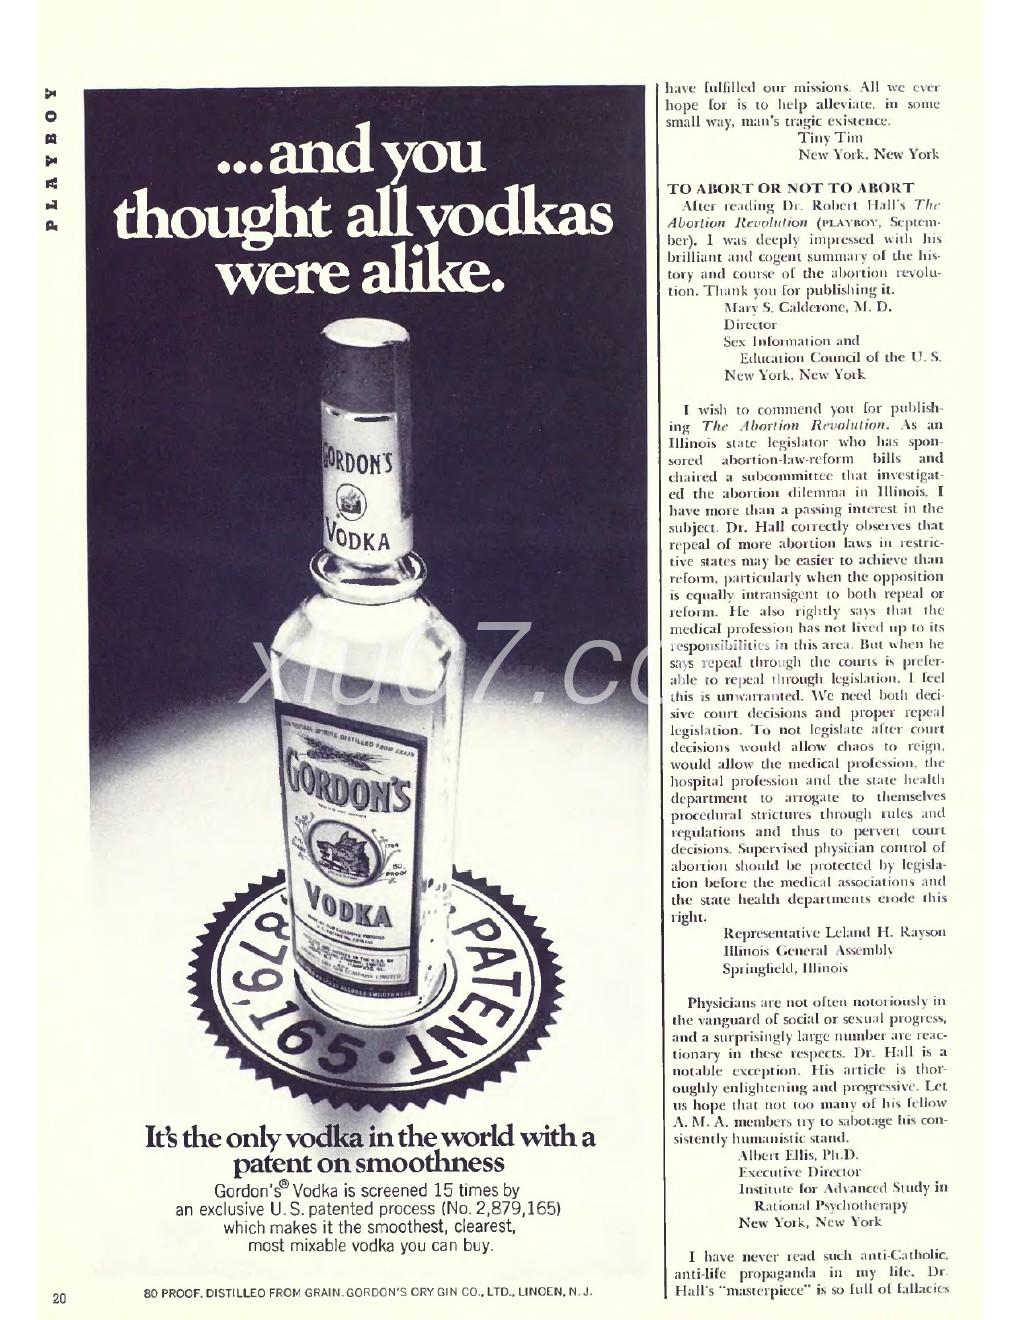 PLAYBOY
...and you
thought all vodkas
were alike.
GORDON'S
VODKA
GORDON'S
VODKA
PATENT
2,879,165
It's the only vodka in the world with a
patent on smoothness
Gordon's® Vodka is screened 15 times by
an exclusive U.S. patented process (No. 2,879,165)
which makes it the smoothest, clearest,
most mixable vodka you can buy.
80 PROOF. DISTILLED FROM GRAIN. GORDON'S DRY GIN CO., LTD., LINDEN, N.J.
20
have fulfilled our missions. All we ever
hope for is to help alleviate, in some
small way, man's tragic existence.
Tiny Tim
New York, New York
TO ABORT OR NOT TO ABORT
After reading Dr. Robert Hall's The
Abortion Revolution (PLAYBOY, Septem-
ber), I was deeply impressed with his
brilliant and cogent summary of the his-
tory and course of the abortion revolu-
tion. Thank you for publishing it.
Mary S. Calderone, M. D.
Director
Sex Information and
Education Council of the U. S.
New York, New York
I wish to commend you for publish-
ing The Abortion Revolution. As an
Illinois state legislator who has spon-
sored abortion-law-reform bills and
chaired a subcommittee that investigat-
ed the abortion dilemma in Illinois, I
have more than a passing interest in the
subject. Dr. Hall correctly observes that
repeal of more abortion laws in restric-
tive states may be easier to achieve than
reform, particularly when the opposition
is equally intransigent to both repeal or
reform. He also rightly says that the
medical profession has not lived up to its
responsibilities in this area. But when he
says repeal through the courts is prefer-
able to repeal through legislation, I feel
this is unwarranted. We need both deci-
sive court decisions and proper repeal
legislation. To not legislate after court
decisions would allow chaos to reign,
would allow the medical profession, the
hospital profession and the state health
department to arrogate to themselves
procedural strictures through rules and
regulations and thus to pervert court
decisions. Supervised physician control of
abortion should be protected by legisla-
tion before the medical associations and
the state health departments erode this
right.
Representative Leland H. Rayson
Illinois General Assembly
Springfield, Illinois
Physicians are not often notoriously in
the vanguard of social or sexual progress,
and a surprisingly large number are reac-
tionary in these respects. Dr. Hall is a
notable exception. His article is thor-
oughly enlightening and progressive. Let
us hope that not too many of his fellow
A. M. A. members try to sabotage his con-
sistently humanistic stand.
Albert Ellis, Ph.D.
Executive Director
Institute for Advanced Study in
Rational Psychotherapy
New York, New York
I have never read such anti-Catholic,
anti-life propaganda in my life. Dr.
Hall's "masterpiece" is so full of fallacies
xiu07.co